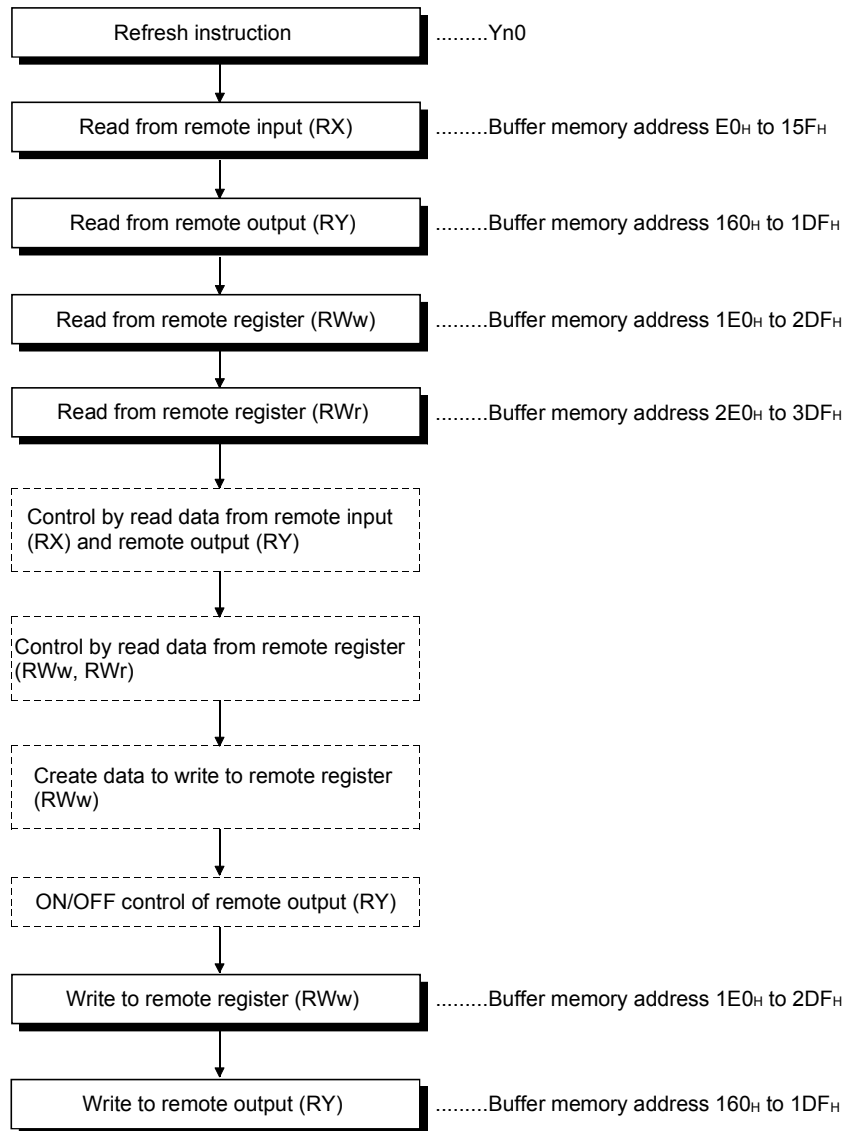 Refresh instruction .........Yn0
Read from remote input (RX) .........Buffer memory address E0H to 15FH
Read from remote output (RY) .........Buffer memory address 160H to 1DFH
Read from remote register (RWw) .........Buffer memory address 1E0H to 2DFH
Read from remote register (RWr) .........Buffer memory address 2E0H to 3DFH
Control by read data from remote input
(RX) and remote output (RY)
Control by read data from remote register
(RWw, RWr)
Create data to write to remote register
(RWw)
ON/OFF control of remote output (RY)
Write to remote register (RWw) .........Buffer memory address 1E0H to 2DFH
Write to remote output (RY) .........Buffer memory address 160H to 1DFH